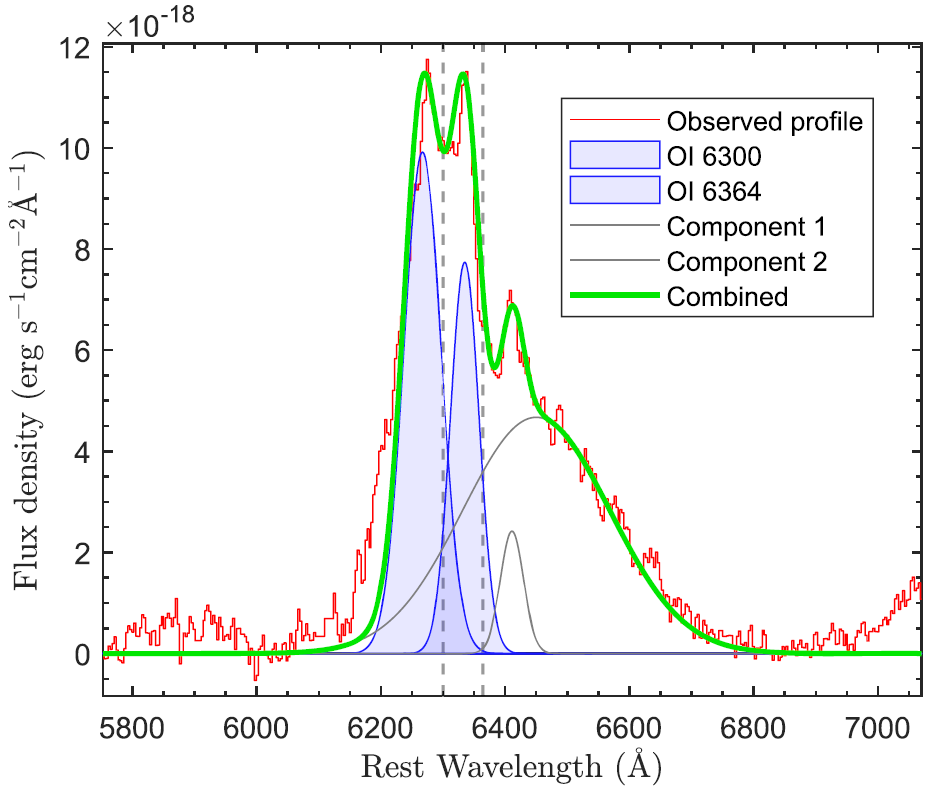 ×10⁻¹⁸
12
10
8
6
4
2
0
Flux density (erg s⁻¹cm⁻²Å⁻¹)
Observed profile
OI 6300
OI 6364
Component 1
Component 2
Combined
5800 6000 6200 6400 6600 6800 7000
Rest Wavelength (Å)